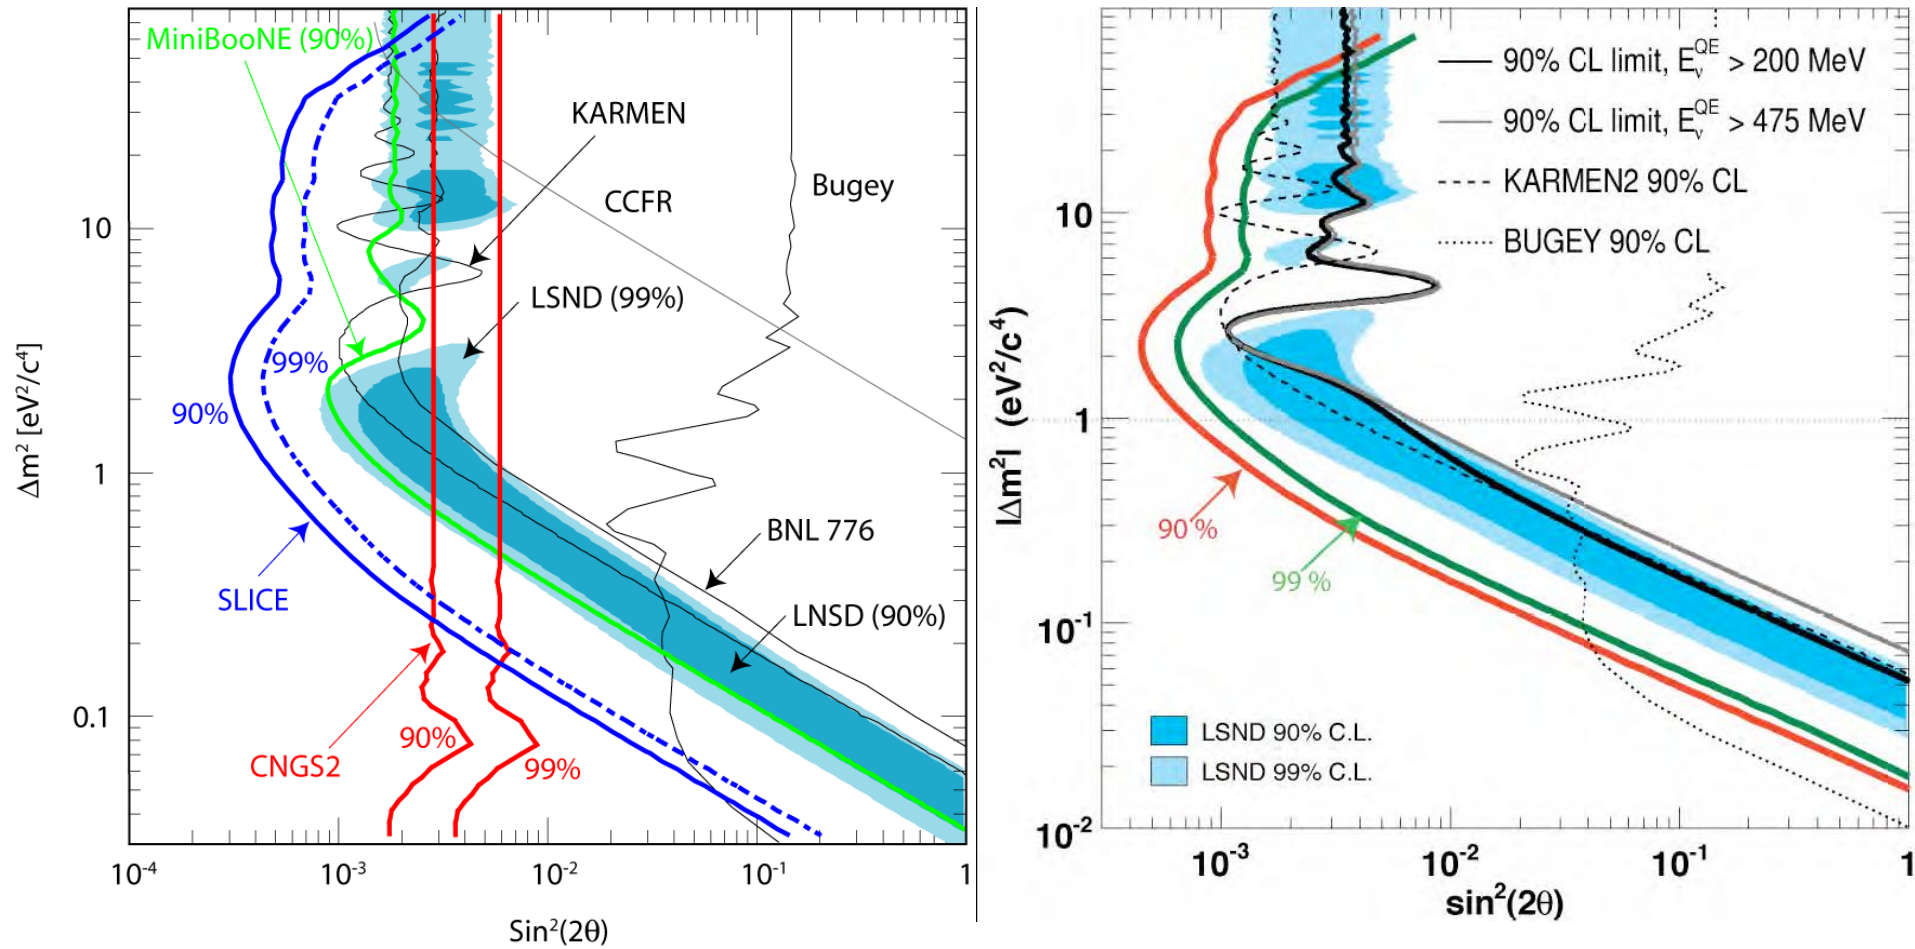 MiniBooNE (90%)
KARMEN
CCFR
Bugey
LSND (99%)
99%
90%
BNL 776
SLICE
LNSD (90%)
90%
99%
CNGS2
10
1
0.1
Δm² [eV²/c⁴]
10⁻⁴
10⁻³
10⁻²
10⁻¹
1
Sin²(2θ)
90% CL limit, E_ν^QE > 200 MeV
90% CL limit, E_ν^QE > 475 MeV
KARMEN2 90% CL
BUGEY 90% CL
90 %
99 %
LSND 90% C.L.
LSND 99% C.L.
10
1
10⁻¹
10⁻²
|Δm²| (eV²/c⁴)
10⁻³
10⁻²
10⁻¹
1
sin²(2θ)